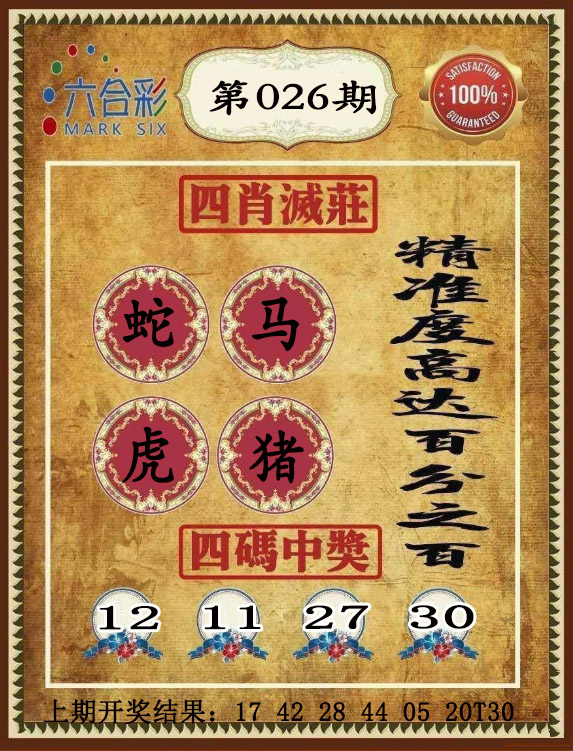 六合彩
MARK SIX
第026期
SATISFACTION
100%
GUARANTEED
四肖滅莊
蛇
马
虎
猪
精准度高达百分之百
四碼中獎
12 11 27 30
上期开奖结果: 17 42 28 44 05 20T30